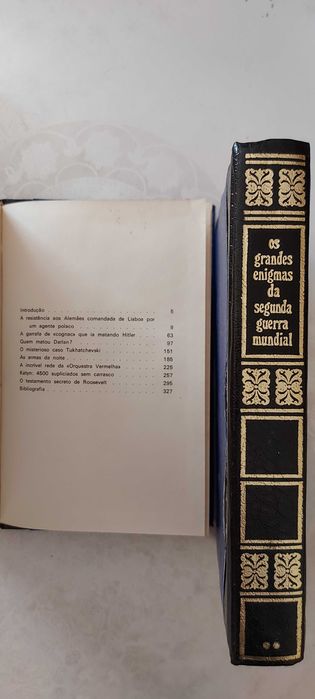 Introdução . . . . . . . . . . 5
A resistência aos Alemães comandada de Lisboa por
um agente polaco . . . . . . . 9
A garrafa de «cognac» que ia matando Hitler . . . 63
Quem matou Darlan? . . . . . . . 97
O misterioso caso Tukhatchevski . . . . . 151
As armas da noite . . . . . . . . 185
A incrível rede da «Orquestra Vermelha» . . . . 225
Katyn: 4500 supliciados sem carrasco . . . . 257
O testamento secreto de Roosevelt . . . . . 295
Bibliografia . . . . . . . . . . 327
os
grandes
enigmas
da
segunda
guerra
mundial